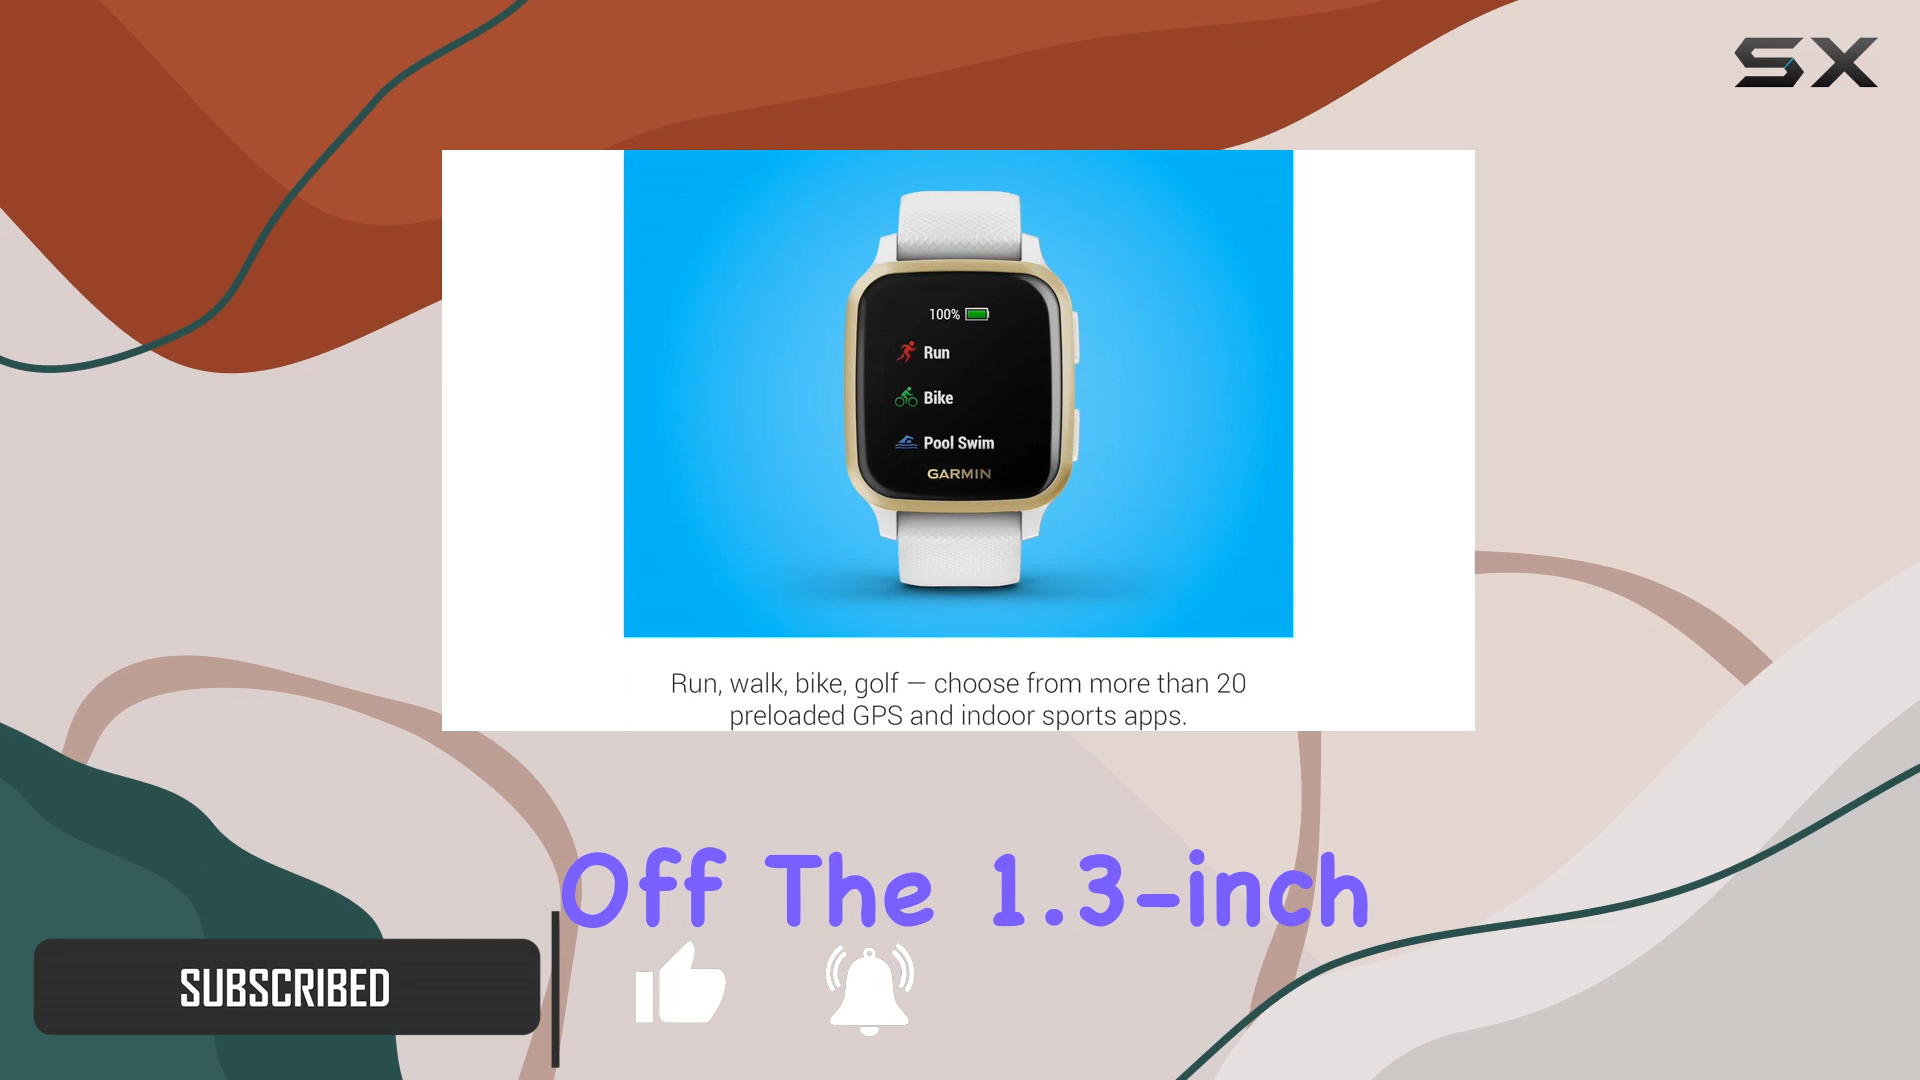 SX
100%
Run
Bike
Pool Swim
GARMIN
Run, walk, bike, golf — choose from more than 20
preloaded GPS and indoor sports apps.
Off The 1.3-inch
SUBSCRIBED